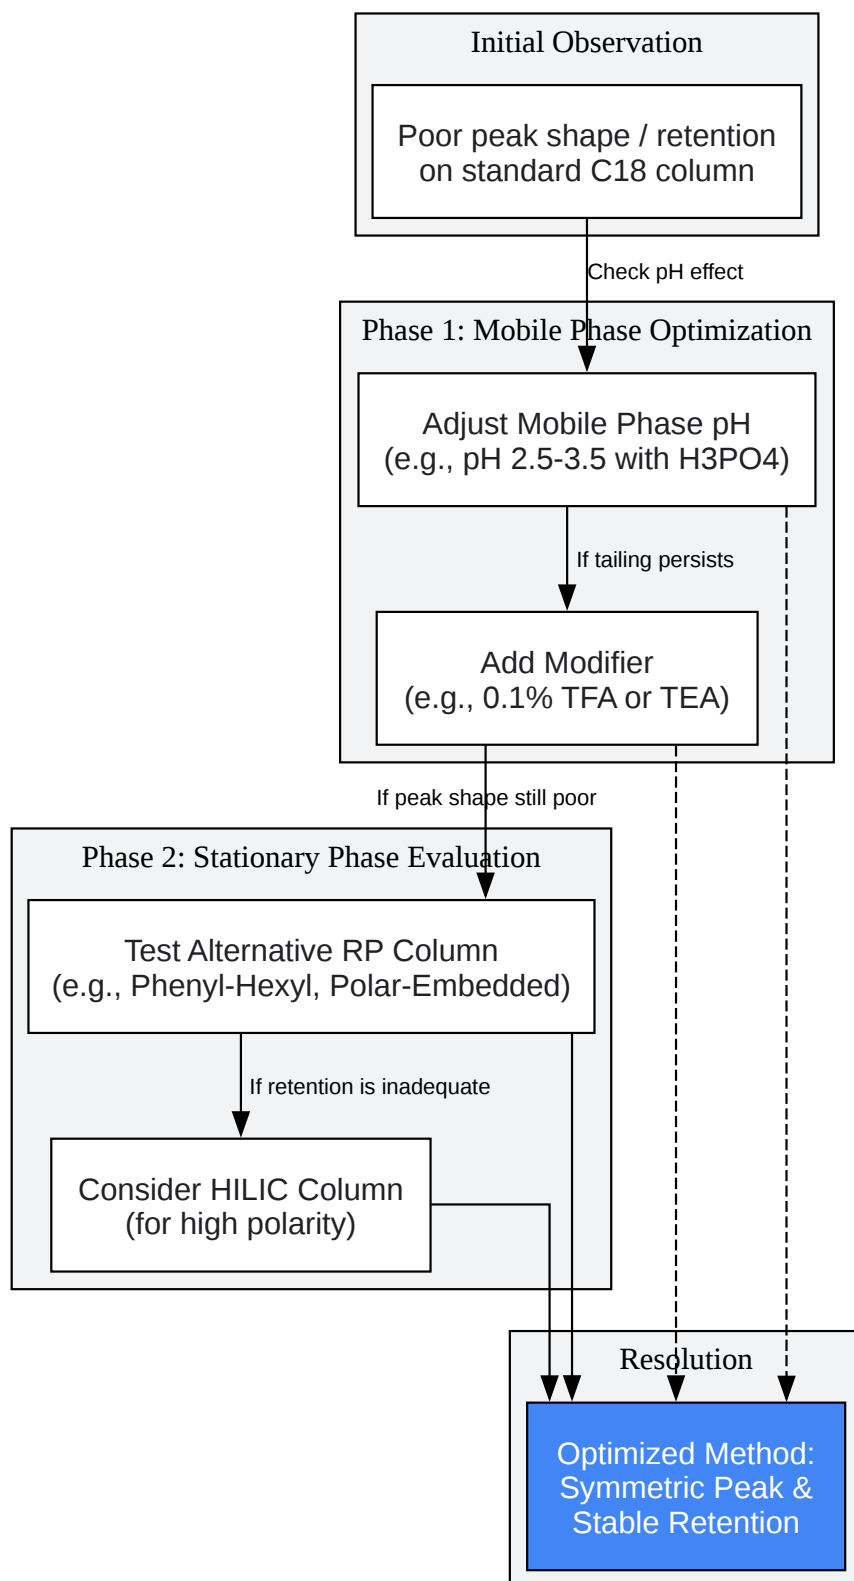 Initial Observation
Poor peak shape / retention
on standard C18 column
Check pH effect
Phase 1: Mobile Phase Optimization
Adjust Mobile Phase pH
(e.g., pH 2.5-3.5 with H3PO4)
If tailing persists
Add Modifier
(e.g., 0.1% TFA or TEA)
If peak shape still poor
Phase 2: Stationary Phase Evaluation
Test Alternative RP Column
(e.g., Phenyl-Hexyl, Polar-Embedded)
If retention is inadequate
Consider HILIC Column
(for high polarity)
Resolution
Optimized Method:
Symmetric Peak &
Stable Retention